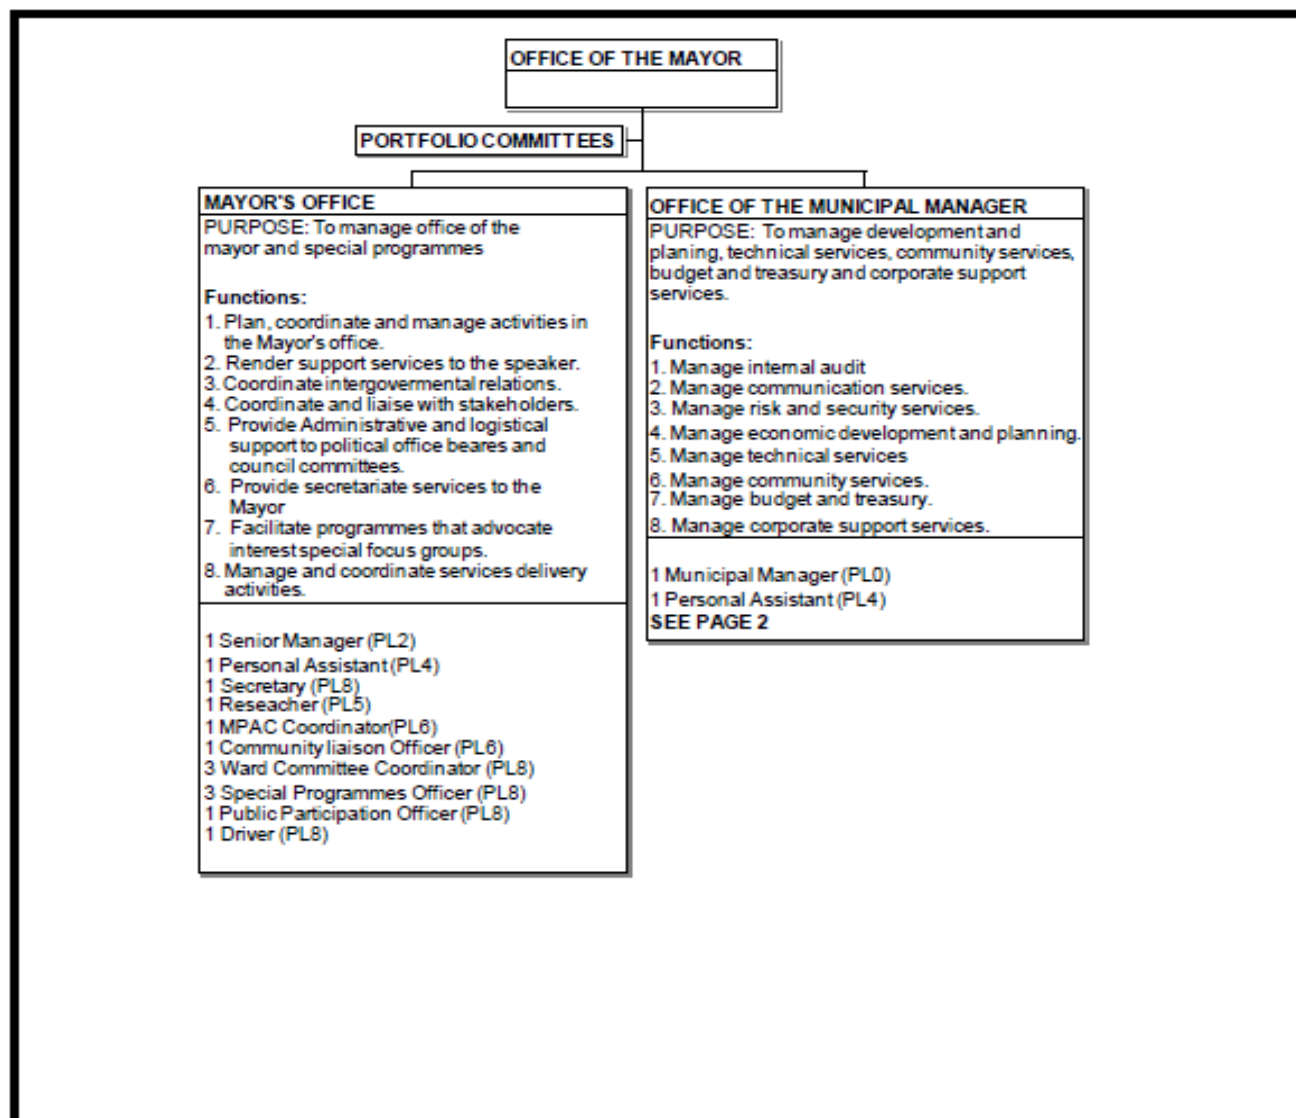 OFFICE OF THE MAYOR
PORTFOLIO COMMITTEES
MAYOR'S OFFICE
PURPOSE: To manage office of the
mayor and special programmes
Functions:
1. Plan, coordinate and manage activities in
the Mayor's office.
2. Render support services to the speaker.
3. Coordinate intergovermental relations.
4. Coordinate and liaise with stakeholders.
5. Provide Administrative and logistical
support to political office beares and
council committees.
6. Provide secretariate services to the
Mayor
7. Facilitate programmes that advocate
interest special focus groups.
8. Manage and coordinate services delivery
activities.
1 Senior Manager (PL2)
1 Personal Assistant (PL4)
1 Secretary (PL8)
1 Reseacher (PL5)
1 MPAC Coordinator(PL6)
1 Community liaison Officer (PL6)
3 Ward Committee Coordinator (PL8)
3 Special Programmes Officer (PL8)
1 Public Participation Officer (PL8)
1 Driver (PL8)
OFFICE OF THE MUNICIPAL MANAGER
PURPOSE: To manage development and
planing, technical services, community services,
budget and treasury and corporate support
services.
Functions:
1. Manage internal audit
2. Manage communication services.
3. Manage risk and security services.
4. Manage economic development and planning.
5. Manage technical services
6. Manage community services.
7. Manage budget and treasury.
8. Manage corporate support services.
1 Municipal Manager (PL0)
1 Personal Assistant (PL4)
SEE PAGE 2